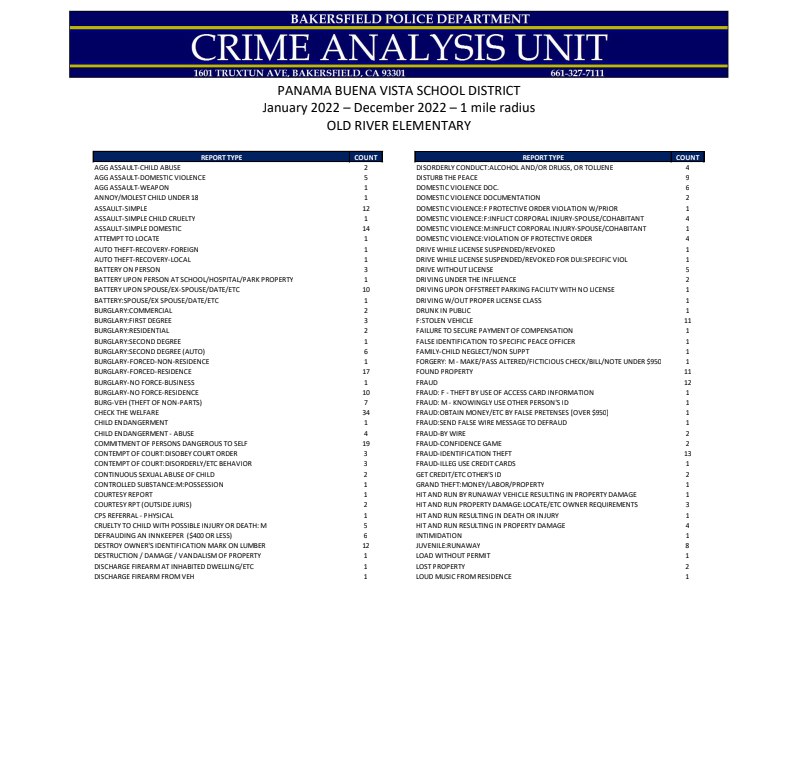 BAKERSFIELD POLICE DEPARTMENT
CRIME ANALYSIS UNIT
1601 TRUXTUN AVE, BAKERSFIELD, CA 93301 661-327-7111
PANAMA BUENA VISTA SCHOOL DISTRICT
January 2022 – December 2022 – 1 mile radius
OLD RIVER ELEMENTARY
REPORT TYPE COUNT
AGG ASSAULT-CHILD ABUSE 2
AGG ASSAULT-DOMESTIC VIOLENCE 5
AGG ASSAULT-WEAPON 1
ANNOY/MOLEST CHILD UNDER 18 1
ASSAULT-SIMPLE 12
ASSAULT-SIMPLE CHILD CRUELTY 1
ASSAULT-SIMPLE DOMESTIC 14
ATTEMPT TO LOCATE 1
AUTO THEFT-RECOVERY-FOREIGN 1
AUTO THEFT-RECOVERY-LOCAL 1
BATTERY ON PERSON 3
BATTERY UPON PERSON AT SCHOOL/HOSPITAL/PARK PROPERTY 1
BATTERY UPON SPOUSE/EX-SPOUSE/DATE/ETC 10
BATTERY:SPOUSE/EX SPOUSE/DATE/ETC 1
BURGLARY:COMMERCIAL 2
BURGLARY:FIRST DEGREE 3
BURGLARY:RESIDENTIAL 2
BURGLARY:SECOND DEGREE 1
BURGLARY:SECOND DEGREE (AUTO) 6
BURGLARY-FORCED-NON-RESIDENCE 1
BURGLARY-FORCED-RESIDENCE 17
BURGLARY-NO FORCE-BUSINESS 1
BURGLARY-NO FORCE-RESIDENCE 10
BURG-VEH (THEFT OF NON-PARTS) 7
CHECK THE WELFARE 34
CHILD ENDANGERMENT 1
CHILD ENDANGERMENT - ABUSE 4
COMMITMENT OF PERSONS DANGEROUS TO SELF 19
CONTEMPT OF COURT:DISOBEY COURT ORDER 3
CONTEMPT OF COURT:DISORDERLY/ETC BEHAVIOR 3
CONTINUOUS SEXUAL ABUSE OF CHILD 2
CONTROLLED SUBSTANCE:M:POSSESSION 1
COURTESY REPORT 1
COURTESY RPT (OUTSIDE JURIS) 2
CPS REFERRAL - PHYSICAL 1
CRUELTY TO CHILD WITH POSSIBLE INJURY OR DEATH: M 5
DEFRAUDING AN INNKEEPER ($400 OR LESS) 6
DESTROY OWNER'S IDENTIFICATION MARK ON LUMBER 12
DESTRUCTION / DAMAGE / VANDALISM OF PROPERTY 1
DISCHARGE FIREARM AT INHABITED DWELLING/ETC 1
DISCHARGE FIREARM FROM VEH 1
REPORT TYPE COUNT
DISORDERLY CONDUCT:ALCOHOL AND/OR DRUGS, OR TOLUENE 4
DISTURB THE PEACE 9
DOMESTIC VIOLENCE DOC. 6
DOMESTIC VIOLENCE DOCUMENTATION 2
DOMESTIC VIOLENCE:F PROTECTIVE ORDER VIOLATION W/PRIOR 1
DOMESTIC VIOLENCE:F:INFLICT CORPORAL INJURY-SPOUSE/COHABITANT 4
DOMESTIC VIOLENCE:M:INFLICT CORPORAL INJURY-SPOUSE/COHABITANT 1
DOMESTIC VIOLENCE:VIOLATION OF PROTECTIVE ORDER 4
DRIVE WHILE LICENSE SUSPENDED/REVOKED 1
DRIVE WHILE LICENSE SUSPENDED/REVOKED FOR DUI:SPECIFIC VIOL 1
DRIVE WITHOUT LICENSE 5
DRIVING UNDER THE INFLUENCE 2
DRIVING UPON OFFSTREET PARKING FACILITY WITH NO LICENSE 1
DRIVING W/OUT PROPER LICENSE CLASS 1
DRUNK IN PUBLIC 1
F:STOLEN VEHICLE 11
FAILURE TO SECURE PAYMENT OF COMPENSATION 1
FALSE IDENTIFICATION TO SPECIFIC PEACE OFFICER 1
FAMILY-CHILD NEGLECT/NON SUPPT 1
FORGERY: M - MAKE/PASS ALTERED/FICTICIOUS CHECK/BILL/NOTE UNDER $950 1
FOUND PROPERTY 11
FRAUD 12
FRAUD: F - THEFT BY USE OF ACCESS CARD INFORMATION 1
FRAUD: M - KNOWINGLY USE OTHER PERSON'S ID 1
FRAUD:OBTAIN MONEY/ETC BY FALSE PRETENSES (OVER $950) 1
FRAUD:SEND FALSE WIRE MESSAGE TO DEFRAUD 1
FRAUD-BY WIRE 2
FRAUD-CONFIDENCE GAME 2
FRAUD-IDENTIFICATION THEFT 13
FRAUD-ILLEG USE CREDIT CARDS 1
GET CREDIT/ETC OTHER'S ID 2
GRAND THEFT:MONEY/LABOR/PROPERTY 1
HIT AND RUN BY RUNAWAY VEHICLE RESULTING IN PROPERTY DAMAGE 1
HIT AND RUN PROPERTY DAMAGE:LOCATE/ETC OWNER REQUIREMENTS 3
HIT AND RUN RESULTING IN DEATH OR INJURY 1
HIT AND RUN RESULTING IN PROPERTY DAMAGE 4
INTIMIDATION 1
JUVENILE:RUNAWAY 8
LOAD WITHOUT PERMIT 1
LOST PROPERTY 2
LOUD MUSIC FROM RESIDENCE 1